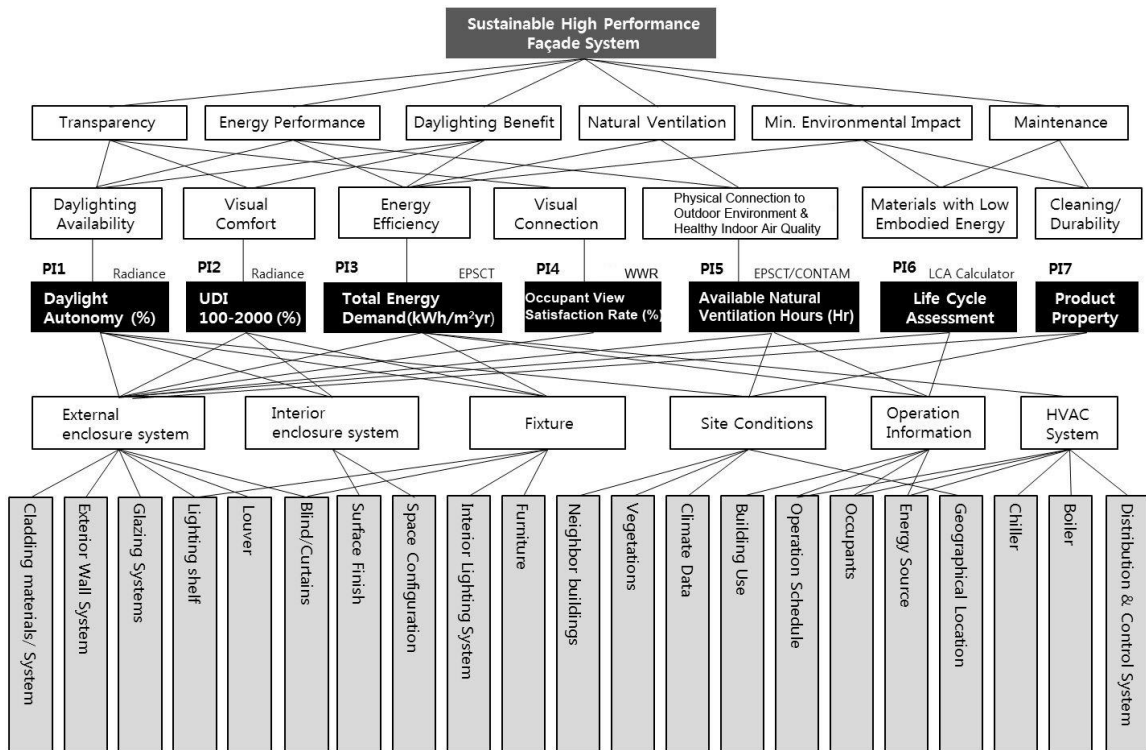 Sustainable High Performance
Façade System
Transparency
Energy Performance
Daylighting Benefit
Natural Ventilation
Min. Environmental Impact
Maintenance
Daylighting
Availability
Visual
Comfort
Energy
Efficiency
Visual
Connection
Physical Connection to
Outdoor Environment &
Healthy Indoor Air Quality
Materials with Low
Embodied Energy
Cleaning/
Durability
PI1
Radiance
PI2
Radiance
PI3
EPSCT
PI4
WWR
PI5
EPSCT/CONTAM
PI6
LCA Calculator
PI7
Daylight
Autonomy (%)
UDI
100-2000 (%)
Total Energy
Demand(kWh/m²yr)
Occupant View
Satisfaction Rate (%)
Available Natural
Ventilation Hours (Hr)
Life Cycle
Assessment
Product
Property
External
enclosure system
Interior
enclosure system
Fixture
Site Conditions
Operation
Information
HVAC
System
Cladding materials/ System
Exterior Wall System
Glazing Systems
Lighting shelf
Louver
Blind/Curtains
Surface Finish
Space Configuration
Interior Lighting System
Furniture
Neighbor buildings
Vegetations
Climate Data
Building Use
Operation Schedule
Occupants
Energy Source
Geographical Location
Chiller
Boiler
Distribution & Control System